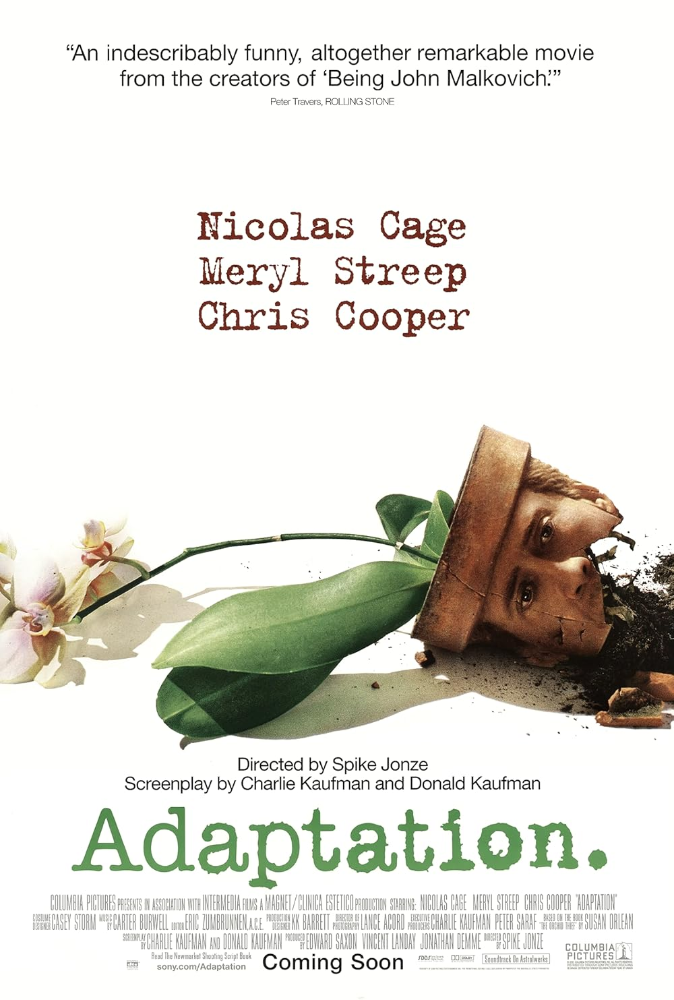 “An indescribably funny, altogether remarkable movie
from the creators of ‘Being John Malkovich.’”
Peter Travers, ROLLING STONE
Nicolas Cage
Meryl Streep
Chris Cooper
Directed by Spike Jonze
Screenplay by Charlie Kaufman and Donald Kaufman
Adaptation.
COLUMBIA PICTURES PRESENTS IN ASSOCIATION WITH INTERMEDIA FILMS A MAGNET/CLINICA ESTETICO PRODUCTION STARRING: NICOLAS CAGE MERYL STREEP CHRIS COOPER "ADAPTATION"
COSTUME DESIGNER CASEY STORM MUSIC BY CARTER BURWELL EDITOR ERIC ZUMBRUNNEN, A.C.E. PRODUCTION DESIGNER KK BARRETT DIRECTOR OF PHOTOGRAPHY LANCE ACORD EXECUTIVE PRODUCERS CHARLIE KAUFMAN PETER SARAF BASED ON THE BOOK "THE ORCHID THIEF" BY SUSAN ORLEAN
SCREENPLAY BY CHARLIE KAUFMAN AND DONALD KAUFMAN PRODUCED BY EDWARD SAXON VINCENT LANDAY JONATHAN DEMME DIRECTED BY SPIKE JONZE
Read The Newmarket Shooting Script Book
sony.com/Adaptation
Coming Soon
SDDS
DOLBY
Soundtrack On Astralwerks
COLUMBIA
PICTURES